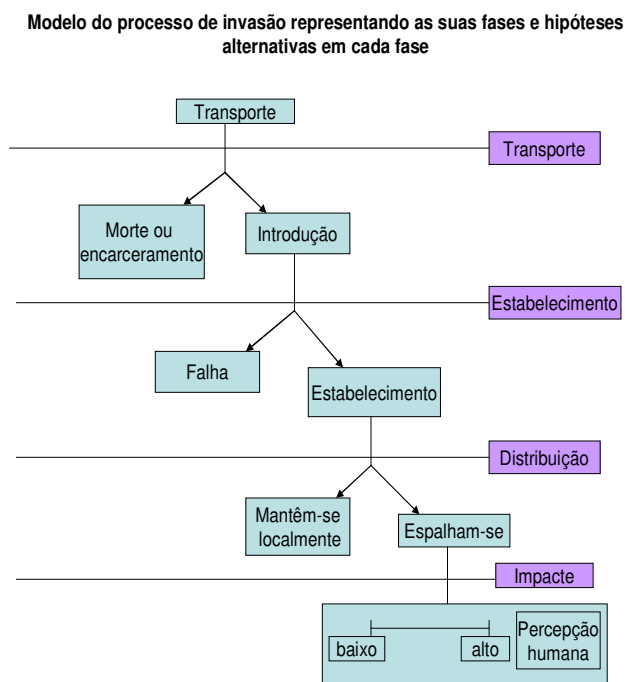 Modelo do processo de invasão representando as suas fases e hipóteses
alternativas em cada fase
Transporte
Transporte
Morte ou
encarceramento
Introdução
Estabelecimento
Falha
Estabelecimento
Distribuição
Mantêm-se
localmente
Espalham-se
Impacte
baixo
alto
Percepção
humana